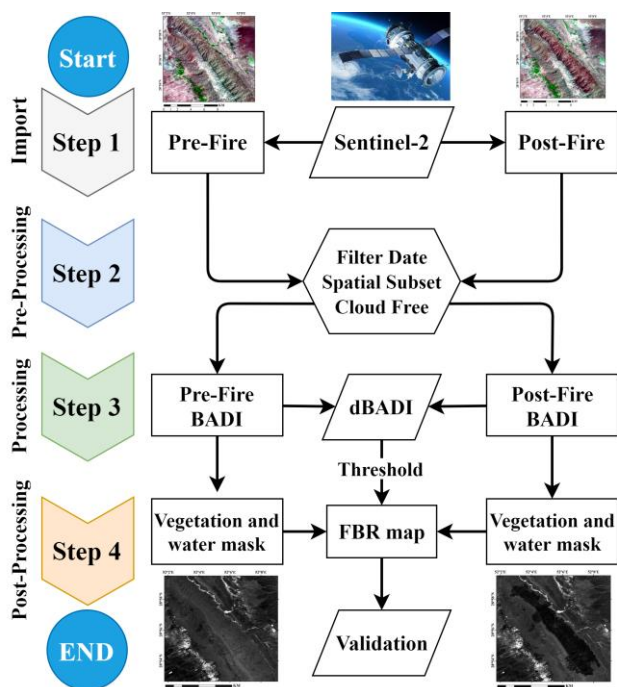 Start
Import
Step 1
Pre-Fire
Sentinel-2
Post-Fire
Pre-Processing
Step 2
Filter Date
Spatial Subset
Cloud Free
Processing
Step 3
Pre-Fire
BADI
dBADI
Post-Fire
BADI
Threshold
Post-Processing
Step 4
Vegetation and
water mask
FBR map
Vegetation and
water mask
END
Validation